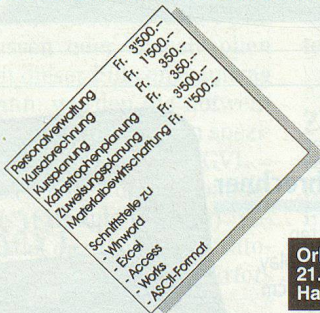 Personalverwaltung Fr. 3'500.–
Kursabrechnung Fr. 1'500.–
Kursplanung Fr. 350.–
Katastrophenplanung Fr. 350.–
Zuweisungsplanung Fr. 3'500.–
Materialbewirtschaftung Fr. 1'500.–
Schnittstelle zu
- Winword
- Excel
- Access
- Works
- ASCII-Format
Ori
21.
Ha